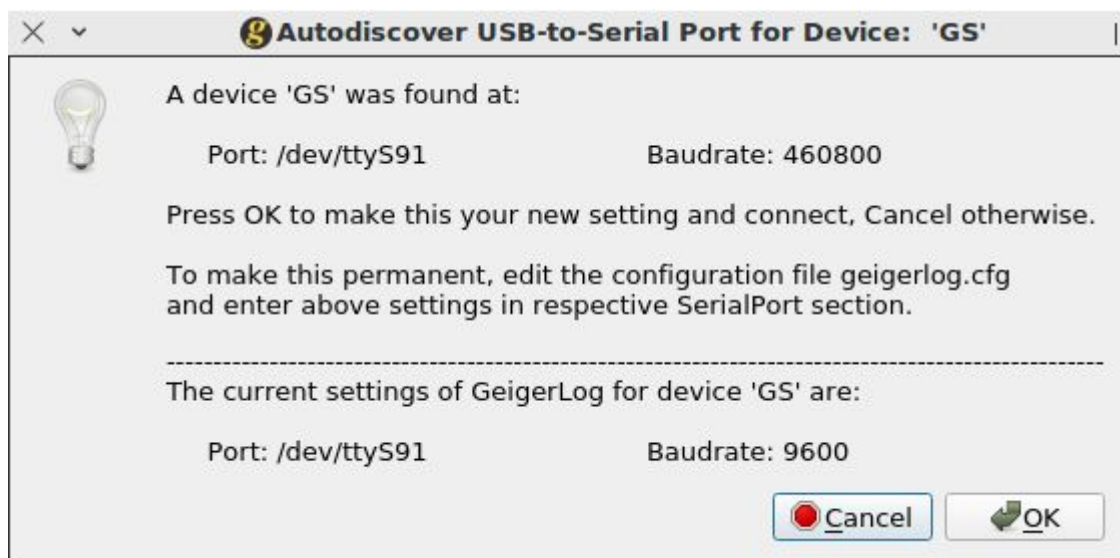 Autodiscover USB-to-Serial Port for Device: 'GS'
A device 'GS' was found at:
Port: /dev/ttyS91 Baudrate: 460800
Press OK to make this your new setting and connect, Cancel otherwise.
To make this permanent, edit the configuration file geigerlog.cfg
and enter above settings in respective SerialPort section.
----------------------------------------------------------------------------------------------------
The current settings of GeigerLog for device 'GS' are:
Port: /dev/ttyS91 Baudrate: 9600
Cancel OK